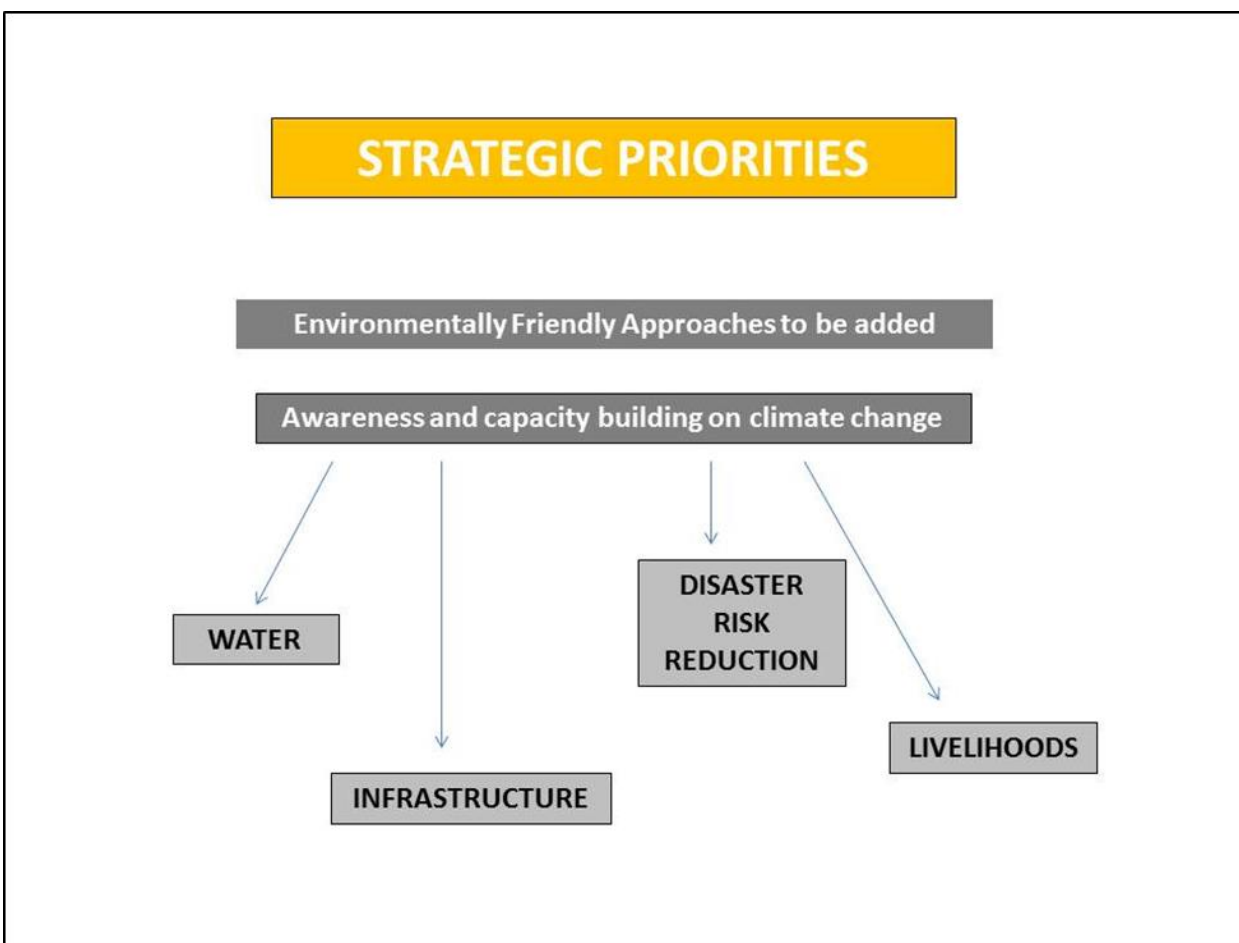 STRATEGIC PRIORITIES
Environmentally Friendly Approaches to be added
Awareness and capacity building on climate change
WATER
INFRASTRUCTURE
DISASTER
RISK
REDUCTION
LIVELIHOODS